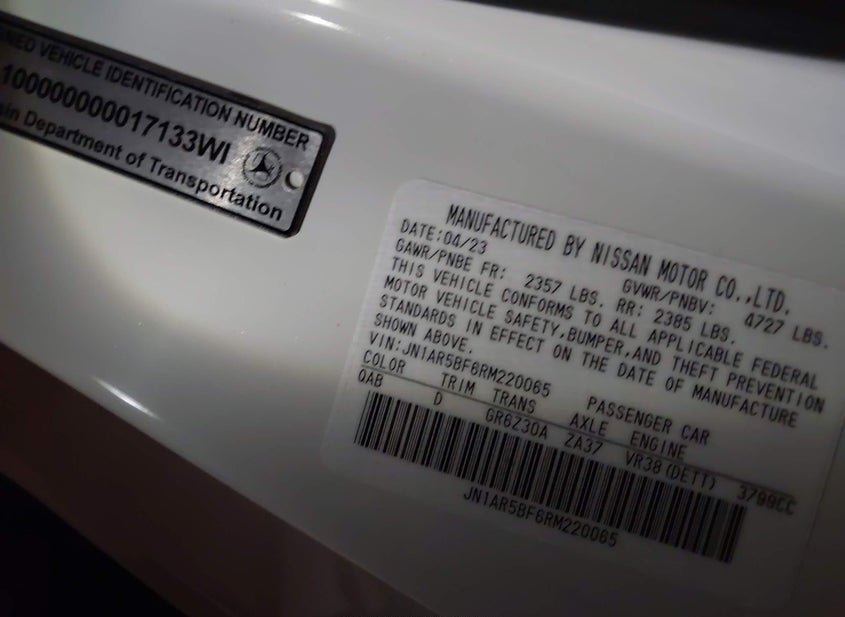 VEHICLE IDENTIFICATION NUMBER
100000000017133WI
Department of Transportation
MANUFACTURED BY NISSAN MOTOR CO.,LTD.
DATE:04/23 GVWR/PNBV: 4727 LBS.
GAWR/PNBE FR: 2357 LBS. RR: 2385 LBS.
THIS VEHICLE CONFORMS TO ALL APPLICABLE FEDERAL
MOTOR VEHICLE SAFETY,BUMPER,AND THEFT PREVENTION
STANDARDS IN EFFECT ON THE DATE OF MANUFACTURE
SHOWN ABOVE.
VIN:JN1AR5BF6RM220065 PASSENGER CAR
COLOR TRIM TRANS AXLE ENGINE
QAB D GR6Z30A ZA37 VR38(DETT) 3799CC
JN1AR5BF6RM220065